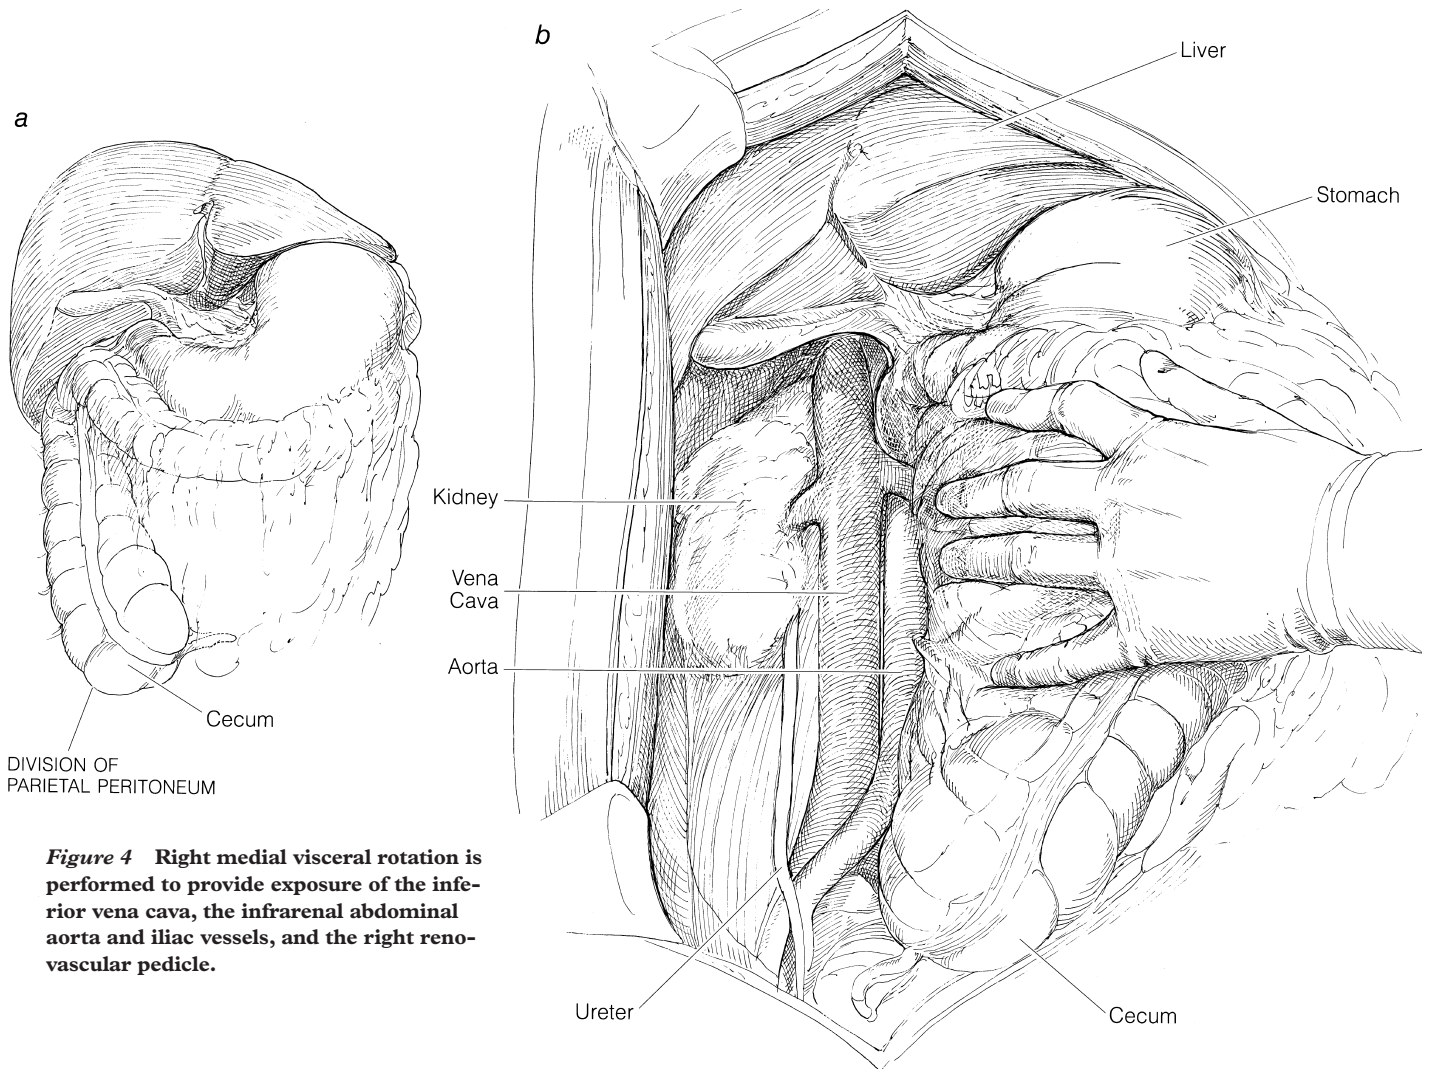 a
b
Liver
Stomach
Kidney
Vena
Cava
Aorta
Cecum
DIVISION OF
PARIETAL PERITONEUM
Figure 4 Right medial visceral rotation is
performed to provide exposure of the infe-
rior vena cava, the infrarenal abdominal
aorta and iliac vessels, and the right reno-
vascular pedicle.
Ureter
Cecum